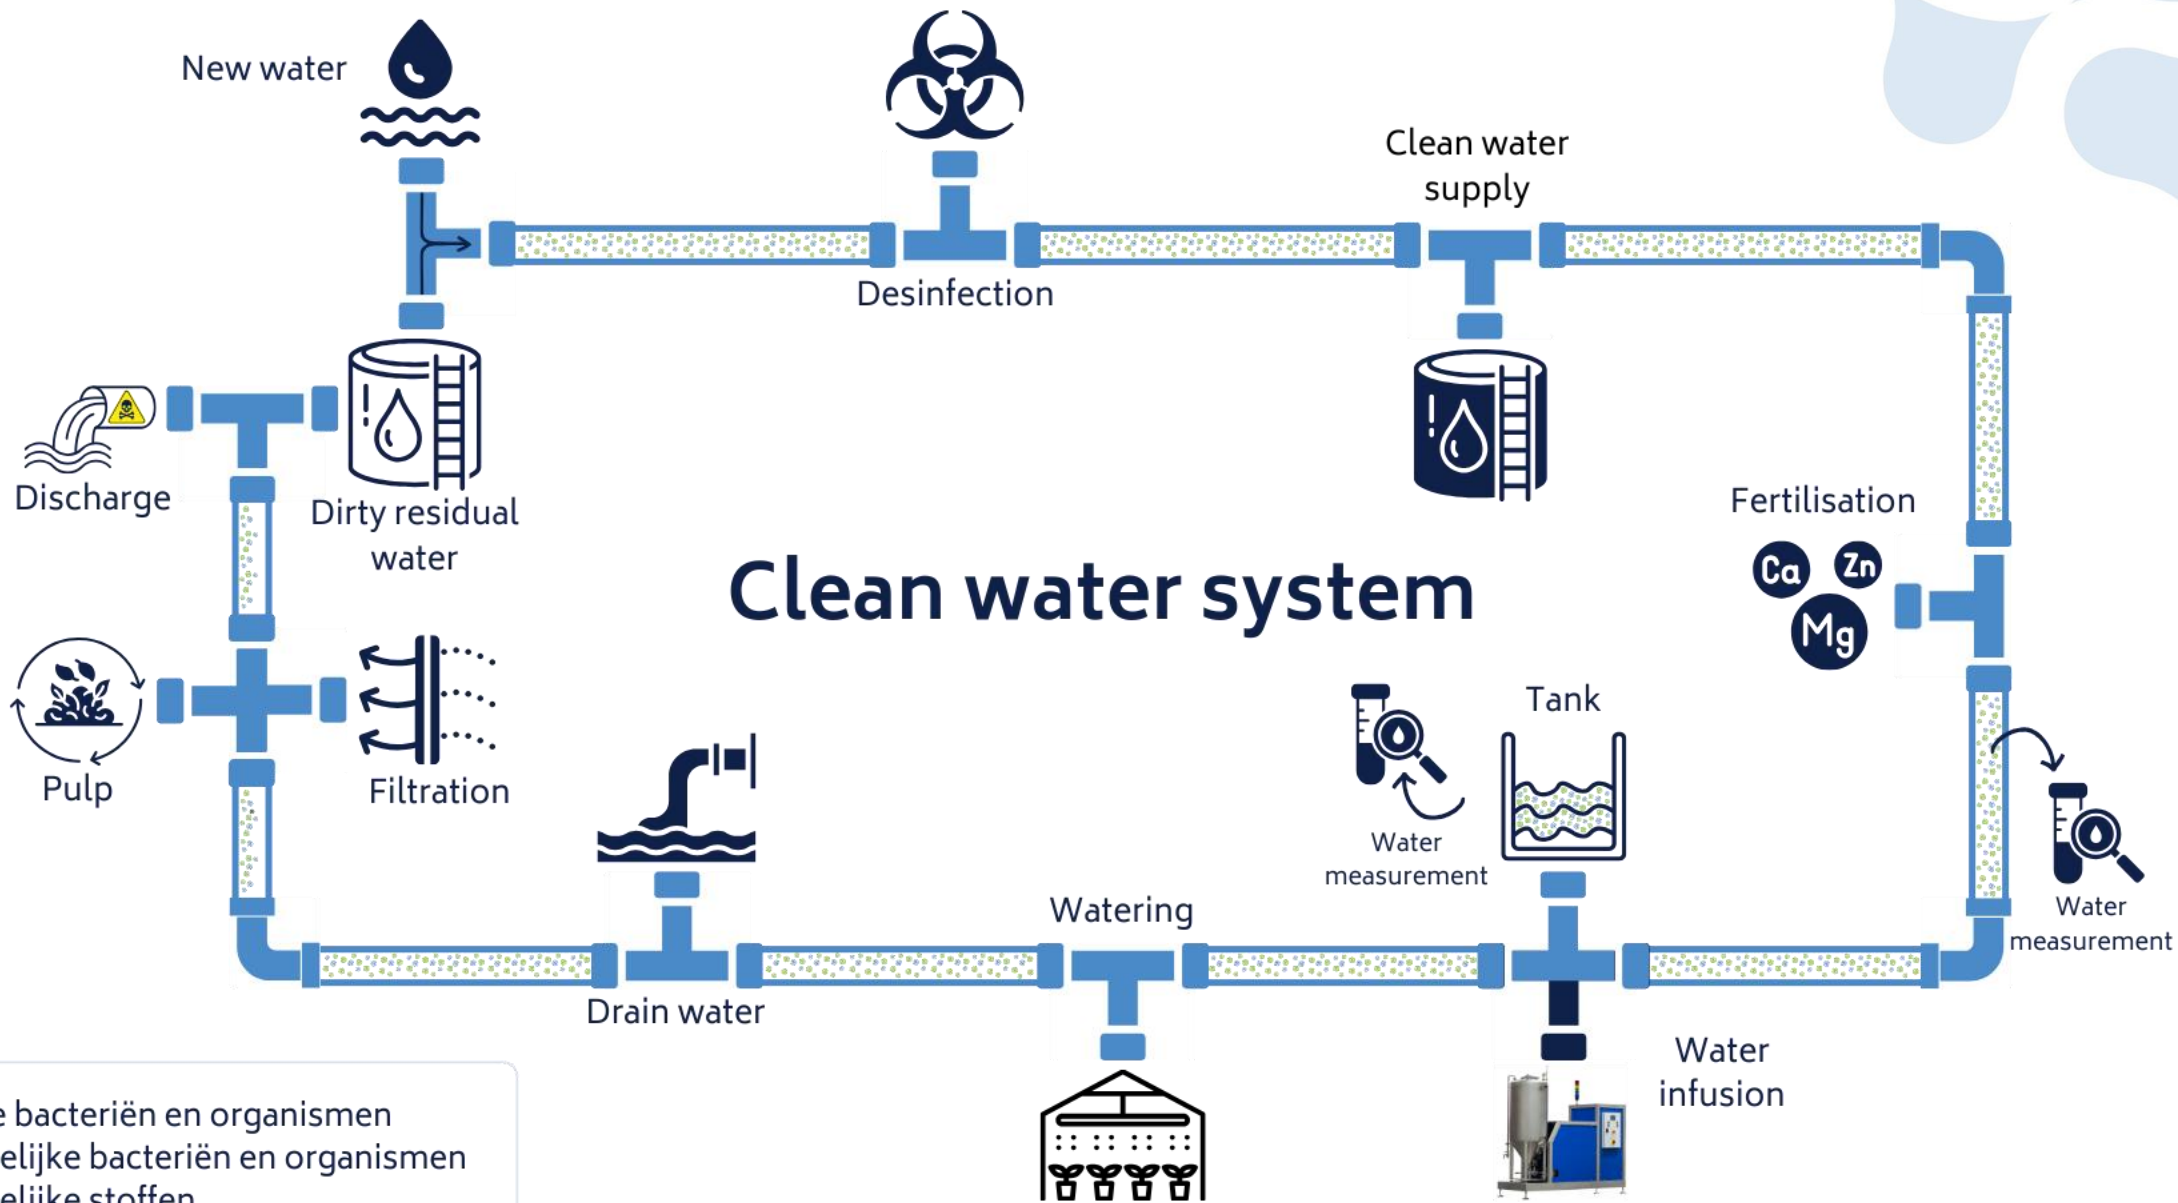 New water
Clean water
supply
Desinfection
Discharge
Dirty residual
water
Fertilisation
Ca
Zn
Mg
Clean water system
Pulp
Filtration
Tank
Water
measurement
Water
measurement
Watering
Drain water
Water
infusion
bacteriën en organismen
bacteriën en organismen
stoffen